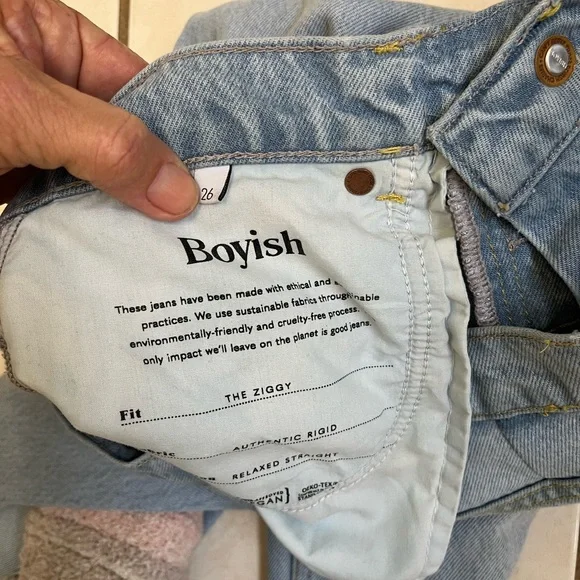 26
Boyish
These jeans have been made with ethical and
practices. We use sustainable fabrics through
environmentally-friendly and cruelty-free process.
only impact we'll leave on the planet is good jeans.
Fit
THE ZIGGY
AUTHENTIC RIGID
RELAXED STRAIGHT
OEKO-TEX